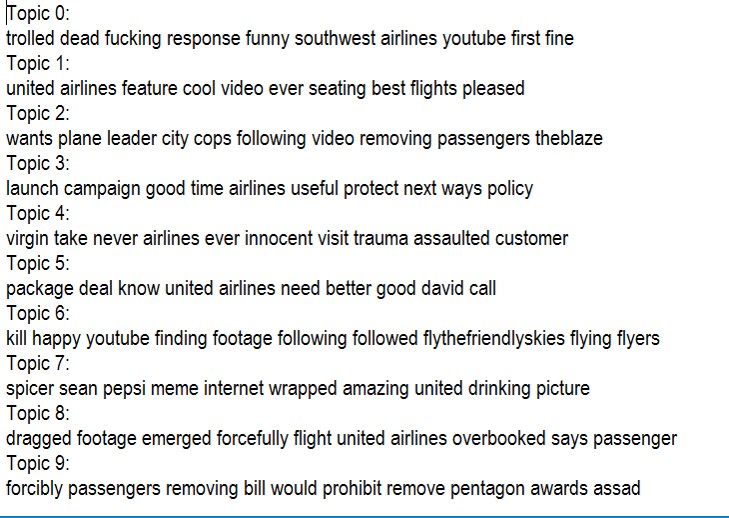 Topic 0:
trolled dead fucking response funny southwest airlines youtube first fine
Topic 1:
united airlines feature cool video ever seating best flights pleased
Topic 2:
wants plane leader city cops following video removing passengers theblaze
Topic 3:
launch campaign good time airlines useful protect next ways policy
Topic 4:
virgin take never airlines ever innocent visit trauma assaulted customer
Topic 5:
package deal know united airlines need better good david call
Topic 6:
kill happy youtube finding footage following followed flythefriendlyskies flying flyers
Topic 7:
spicer sean pepsi meme internet wrapped amazing united drinking picture
Topic 8:
dragged footage emerged forcefully flight united airlines overbooked says passenger
Topic 9:
forcibly passengers removing bill would prohibit remove pentagon awards assad